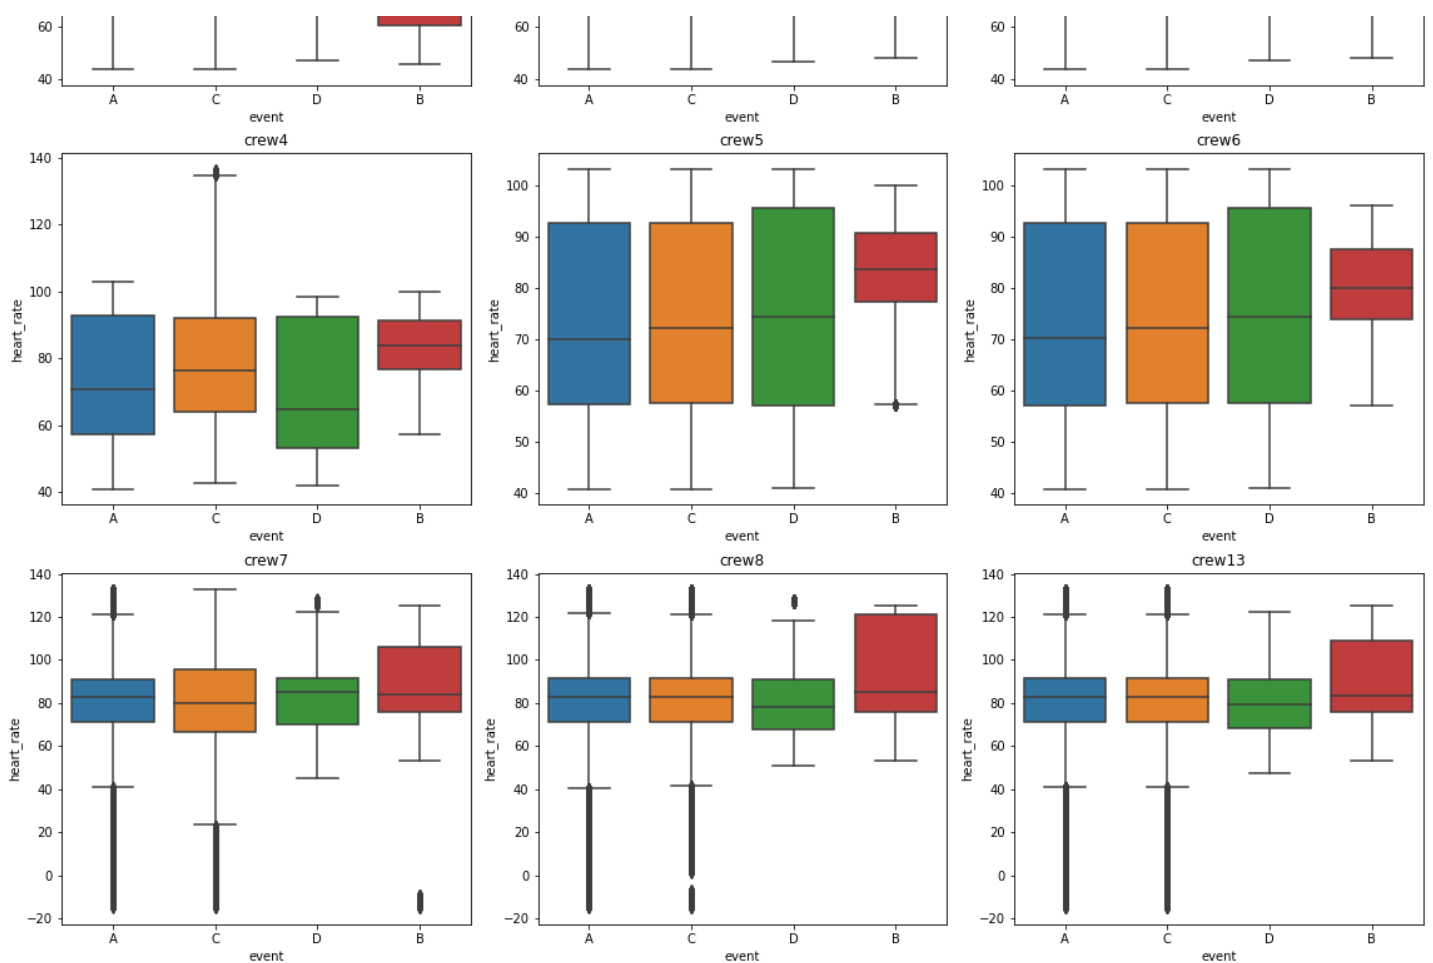 60 60 60
40 40 40
A C D B A C D B A C D B
event event event
crew4 crew5 crew6
140
120
100
80
60
40
heart_rate
A C D B
event
100
90
80
70
60
50
40
heart_rate
A C D B
event
100
90
80
70
60
50
40
heart_rate
A C D B
event
crew7 crew8 crew13
140
120
100
80
60
40
20
0
−20
heart_rate
A C D B
event
140
120
100
80
60
40
20
0
−20
heart_rate
A C D B
event
140
120
100
80
60
40
20
0
−20
heart_rate
A C D B
event